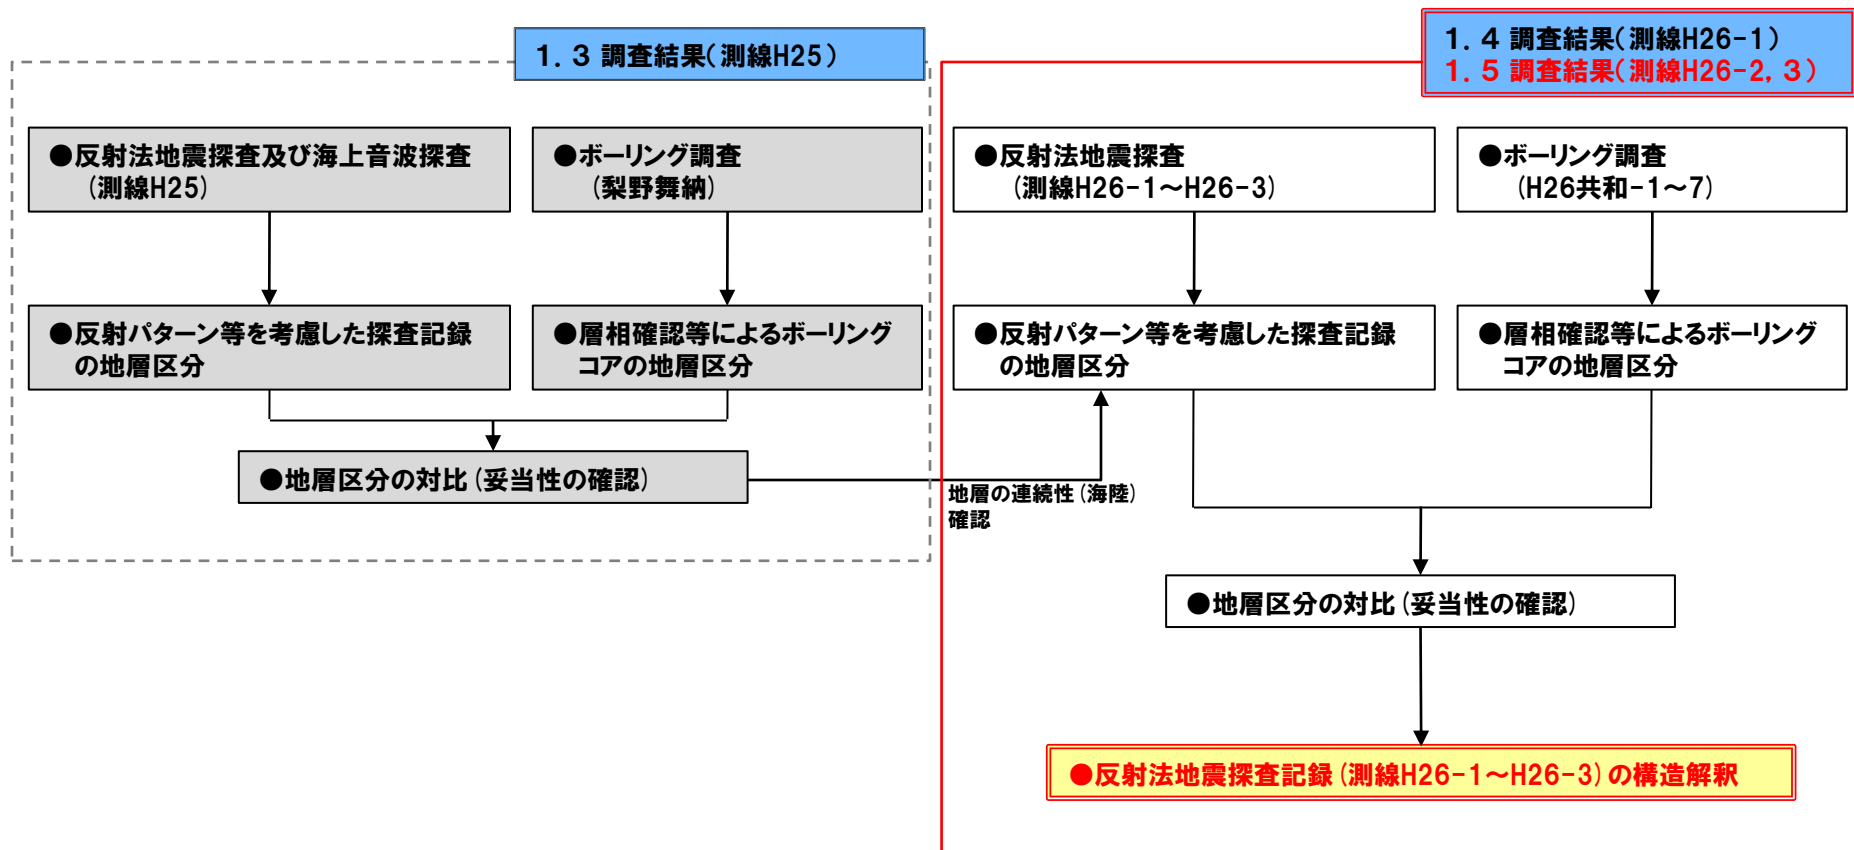 1．3 調査結果（測線H25）
●反射法地震探査及び海上音波探査
（測線H25）
●ボーリング調査
（梨野舞納）
●反射パターン等を考慮した探査記録
の地層区分
●層相確認等によるボーリング
コアの地層区分
●地層区分の対比（妥当性の確認）
地層の連続性（海陸）
確認
1．4 調査結果（測線H26-1）
1．5 調査結果（測線H26-2，3）
●反射法地震探査
（測線H26-1～H26-3）
●ボーリング調査
（H26共和-1～7）
●反射パターン等を考慮した探査記録
の地層区分
●層相確認等によるボーリング
コアの地層区分
●地層区分の対比（妥当性の確認）
●反射法地震探査記録（測線H26-1～H26-3）の構造解釈